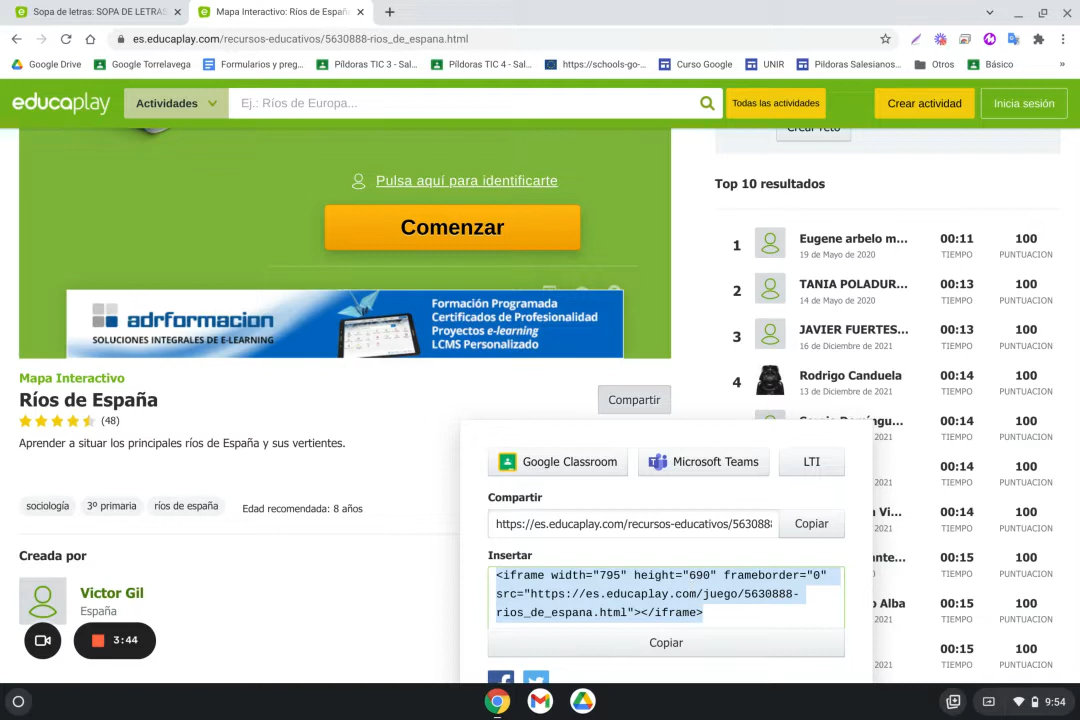 Sopa de letras: SOPA DE LETRAS
Mapa Interactivo: Ríos de España
es.educaplay.com/recursos-educativos/5630888-rios_de_espana.html
Google Drive
Google Torrelavega
Formularios y preg...
Píldoras TIC 3 - Sal...
Píldoras TIC 4 - Sal...
https://schools-go-...
Curso Google
UNIR
Píldoras Salesianos...
Otros
Básico
»
educaplay
Actividades
Ej.: Ríos de Europa...
Todas las actividades
Crear actividad
Inicia sesión
Crear reto
Pulsa aquí para identificarte
Comenzar
adrformacion
SOLUCIONES INTEGRALES DE E-LEARNING
Formación Programada
Certificados de Profesionalidad
Proyectos e-learning
LCMS Personalizado
Mapa Interactivo
Ríos de España
(48)
Compartir
Aprender a situar los principales ríos de España y sus vertientes.
sociología
3º primaria
ríos de españa
Edad recomendada: 8 años
Creada por
Victor Gil
España
3:44
Google Classroom
Microsoft Teams
LTI
Compartir
https://es.educaplay.com/recursos-educativos/563088
Copiar
Insertar
<iframe width="795" height="690" frameborder="0"
src="https://es.educaplay.com/juego/5630888-
rios_de_espana.html"></iframe>
Copiar
Top 10 resultados
1 Eugene arbelo m... 00:11 100
19 de Mayo de 2020 TIEMPO PUNTUACION
2 TANIA POLADUR... 00:13 100
14 de Mayo de 2020 TIEMPO PUNTUACION
3 JAVIER FUERTES... 00:13 100
16 de Diciembre de 2021 TIEMPO PUNTUACION
4 Rodrigo Canduela 00:14 100
13 de Diciembre de 2021 TIEMPO PUNTUACION
00:14 100
2021 TIEMPO PUNTUACION
00:14 100
2021 TIEMPO PUNTUACION
Vi... 00:14 100
2021 TIEMPO PUNTUACION
ante... 00:15 100
TIEMPO PUNTUACION
o Alba 00:15 100
2021 TIEMPO PUNTUACION
00:15 100
2021 TIEMPO PUNTUACION
9:54